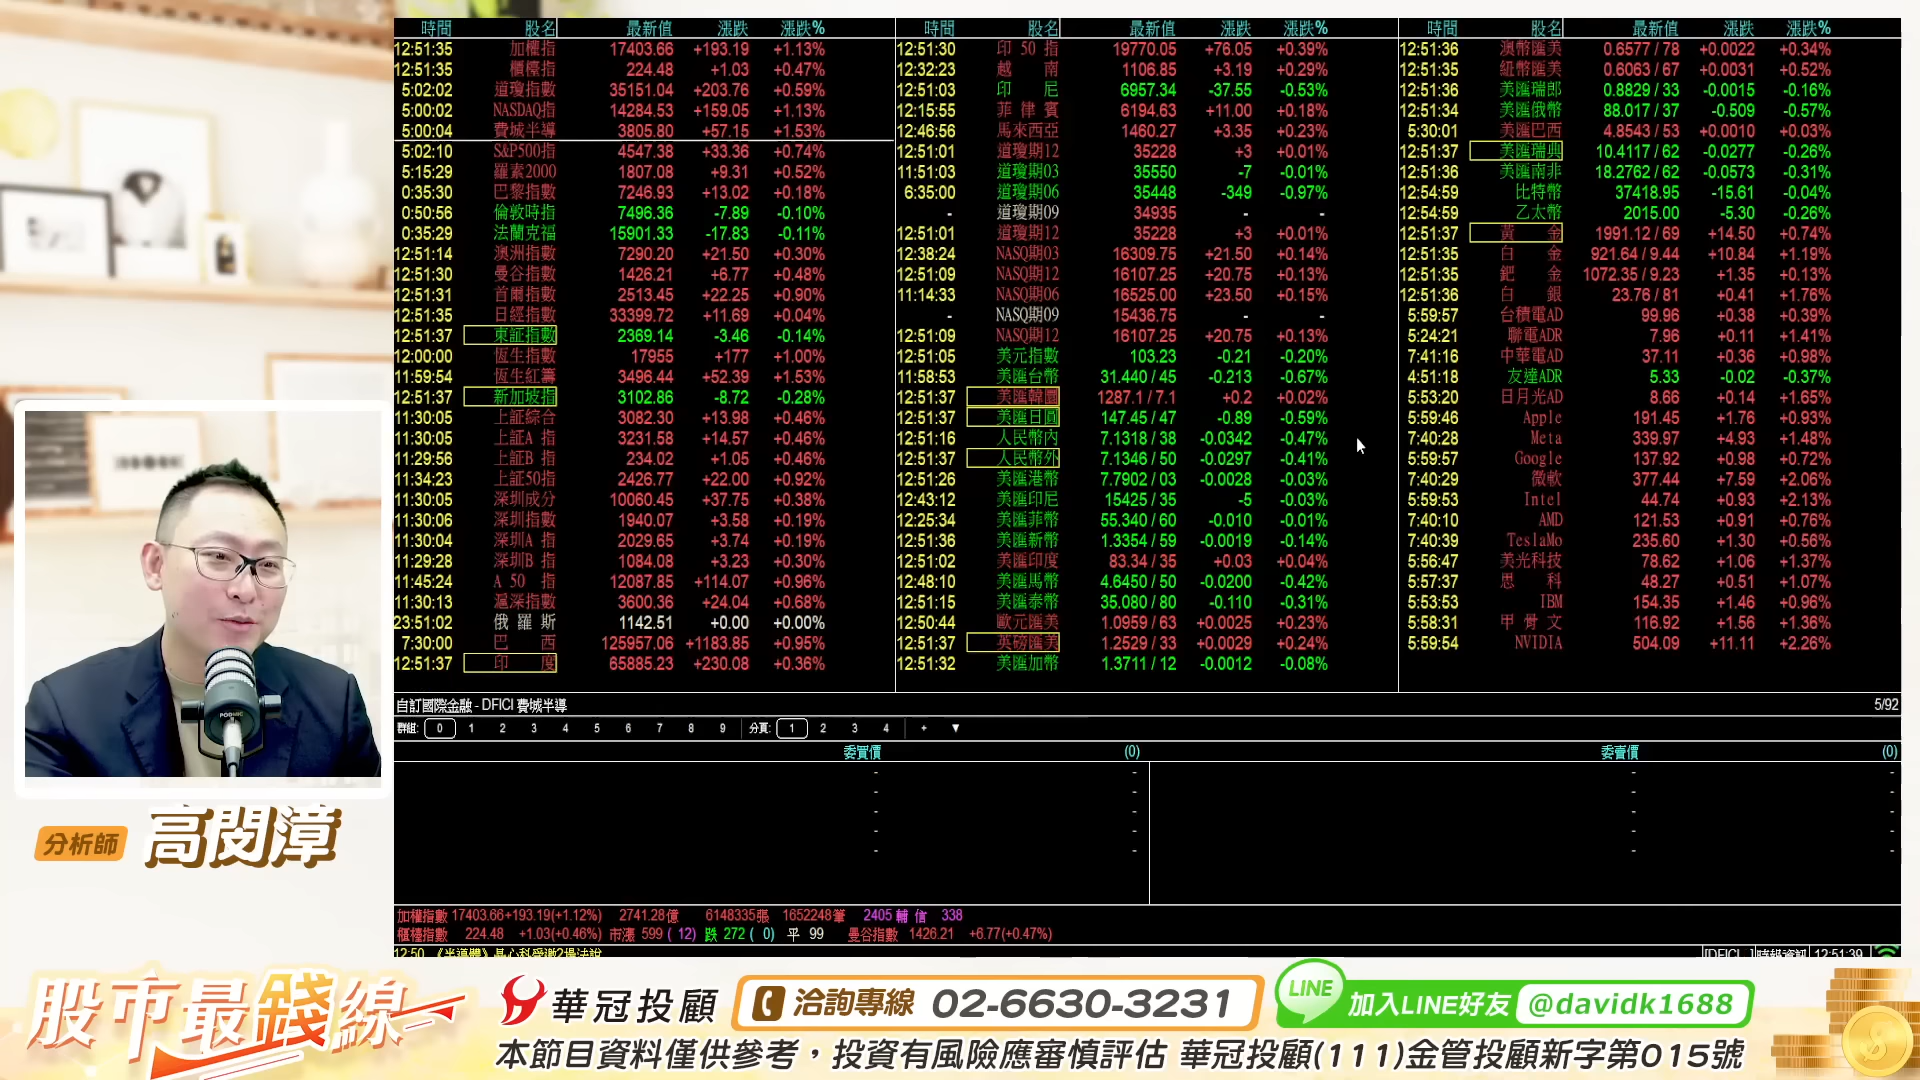 時間 股名 最新值 漲跌 漲跌%
12:51:35 加權指 17403.66 +193.19 +1.13%
12:51:35 櫃檯指 224.48 +1.03 +0.47%
5:02:02 道瓊指數 35151.04 +203.76 +0.59%
5:00:02 NASDAQ指 14284.53 +159.05 +1.13%
5:00:04 費城半導 3805.80 +57.15 +1.53%
5:02:10 S&P500指 4547.38 +33.36 +0.74%
5:15:29 羅素2000 1807.08 +9.31 +0.52%
0:35:30 巴黎指數 7246.93 +13.02 +0.18%
0:50:56 倫敦時指 7496.36 -7.89 -0.10%
0:35:29 法蘭克福 15901.33 -17.83 -0.11%
12:51:14 澳洲指數 7290.20 +21.50 +0.30%
12:51:30 曼谷指數 1426.21 +6.77 +0.48%
12:51:31 首爾指數 2513.45 +22.25 +0.90%
12:51:35 日經指數 33399.72 +11.69 +0.04%
12:51:37 東証指數 2369.14 -3.46 -0.14%
12:00:00 恆生指數 17955 +177 +1.00%
11:59:54 恆生紅籌 3496.44 +52.39 +1.53%
12:51:37 新加坡指 3102.86 -8.72 -0.28%
11:30:05 上証綜合 3082.30 +13.98 +0.46%
11:30:05 上証A 指 3231.58 +14.57 +0.46%
11:29:56 上証B 指 234.02 +1.05 +0.46%
11:34:23 上証50指 2426.77 +22.00 +0.92%
11:30:05 深圳成分 10060.45 +37.75 +0.38%
11:30:06 深圳指數 1940.07 +3.58 +0.19%
11:30:04 深圳A 指 2029.65 +3.74 +0.19%
11:29:28 深圳B 指 1084.08 +3.23 +0.30%
11:45:24 A 50 指 12087.85 +114.07 +0.96%
11:30:13 滬深指數 3600.36 +24.04 +0.68%
23:51:02 俄羅斯 1142.51 +0.00 +0.00%
7:30:00 巴西 125957.06 +1183.85 +0.95%
12:51:37 印度 65885.23 +230.08 +0.36%
時間 股名 最新值 漲跌 漲跌%
12:51:30 印 50 指 19770.05 +76.05 +0.39%
12:32:23 越南 1106.85 +3.19 +0.29%
12:51:03 印尼 6957.34 -37.55 -0.53%
12:15:55 菲律賓 6194.63 +11.00 +0.18%
12:46:56 馬來西亞 1460.27 +3.35 +0.23%
12:51:01 道瓊期12 35228 +3 +0.01%
11:51:03 道瓊期03 35550 -7 -0.01%
6:35:00 道瓊期06 35448 -349 -0.97%
- 道瓊期09 34935 - -
12:51:01 道瓊期12 35228 +3 +0.01%
12:38:24 NASQ期03 16309.75 +21.50 +0.14%
12:51:09 NASQ期12 16107.25 +20.75 +0.13%
11:14:33 NASQ期06 16525.00 +23.50 +0.15%
- NASQ期09 15436.75 - -
12:51:09 NASQ期12 16107.25 +20.75 +0.13%
12:51:05 美元指數 103.23 -0.21 -0.20%
11:58:53 美匯台幣 31.440 / 45 -0.213 -0.67%
12:51:37 美匯韓圜 1287.1 / 7.1 +0.2 +0.02%
12:51:37 美匯日圓 147.45 / 47 -0.89 -0.59%
12:51:16 人民幣內 7.1318 / 38 -0.0342 -0.47%
12:51:37 人民幣外 7.1346 / 50 -0.0297 -0.41%
12:51:26 美匯港幣 7.7902 / 03 -0.0028 -0.03%
12:43:12 美匯印尼 15425 / 35 -5 -0.03%
12:25:34 美匯菲幣 55.340 / 60 -0.010 -0.01%
12:51:36 美匯新幣 1.3354 / 59 -0.0019 -0.14%
12:51:02 美匯印度 83.34 / 35 +0.03 +0.04%
12:48:10 美匯馬幣 4.6450 / 50 -0.0200 -0.42%
12:51:15 美匯泰幣 35.080 / 80 -0.110 -0.31%
12:50:44 歐元匯美 1.0959 / 63 +0.0025 +0.23%
12:51:37 英磅匯美 1.2529 / 33 +0.0029 +0.24%
12:51:32 美匯加幣 1.3711 / 12 -0.0012 -0.08%
時間 股名 最新值 漲跌 漲跌%
12:51:36 澳幣匯美 0.6577 / 78 +0.0022 +0.34%
12:51:35 紐幣匯美 0.6063 / 67 +0.0031 +0.52%
12:51:36 美匯瑞郎 0.8829 / 33 -0.0015 -0.16%
12:51:34 美匯俄幣 88.017 / 37 -0.509 -0.57%
5:30:01 美匯巴西 4.8543 / 53 +0.0010 +0.03%
12:51:37 美匯瑞典 10.4117 / 62 -0.0277 -0.26%
12:51:36 美匯南非 18.2762 / 62 -0.0573 -0.31%
12:54:59 比特幣 37418.95 -15.61 -0.04%
12:54:59 乙太幣 2015.00 -5.30 -0.26%
12:51:37 黃金 1991.12 / 69 +14.50 +0.74%
12:51:35 白金 921.64 / 9.44 +10.84 +1.19%
12:51:35 鈀金 1072.35 / 9.23 +1.35 +0.13%
12:51:36 白銀 23.76 / 81 +0.41 +1.76%
5:59:57 台積電AD 99.96 +0.38 +0.39%
5:24:21 聯電ADR 7.96 +0.11 +1.41%
7:41:16 中華電AD 37.11 +0.36 +0.98%
4:51:18 友達ADR 5.33 -0.02 -0.37%
5:53:20 日月光AD 8.66 +0.14 +1.65%
5:59:46 Apple 191.45 +1.76 +0.93%
7:40:28 Meta 339.97 +4.93 +1.48%
5:59:57 Google 137.92 +0.98 +0.72%
7:40:29 微軟 377.44 +7.59 +2.06%
5:59:53 Intel 44.74 +0.93 +2.13%
7:40:10 AMD 121.53 +0.91 +0.76%
7:40:39 TeslaMo 235.60 +1.30 +0.56%
5:56:47 美光科技 78.62 +1.06 +1.37%
5:57:37 思科 48.27 +0.51 +1.07%
5:53:53 IBM 154.35 +1.46 +0.96%
5:58:31 甲骨文 116.92 +1.56 +1.36%
5:59:54 NVIDIA 504.09 +11.11 +2.26%
自訂國際金融 - DFICI 費城半導 5/92
群組: 0 1 2 3 4 5 6 7 8 9 分頁: 1 2 3 4 + ▼
委買價 (0) 委賣價 (0)
- - - -
- - - -
- - - -
- - - -
- - - -
加權指數 17403.66 +193.19(+1.12%) 2741.28億 6148335張 1652248筆 2405 輔信 338
櫃檯指數 224.48 +1.03(+0.46%) 市漲 599 ( 12) 跌 272 ( 0) 平 99 曼谷指數 1426.21 +6.77(+0.47%)
12:50 《半導體》晶心科受邀2場法說 [DFICI 時報資訊 12:51:39
PODMIC
分析師 高閔漳
股市最錢線
華冠投顧 洽詢專線 02-6630-3231 LINE 加入LINE好友 @davidk1688
本節目資料僅供參考，投資有風險應審慎評估 華冠投顧(111)金管投顧新字第015號